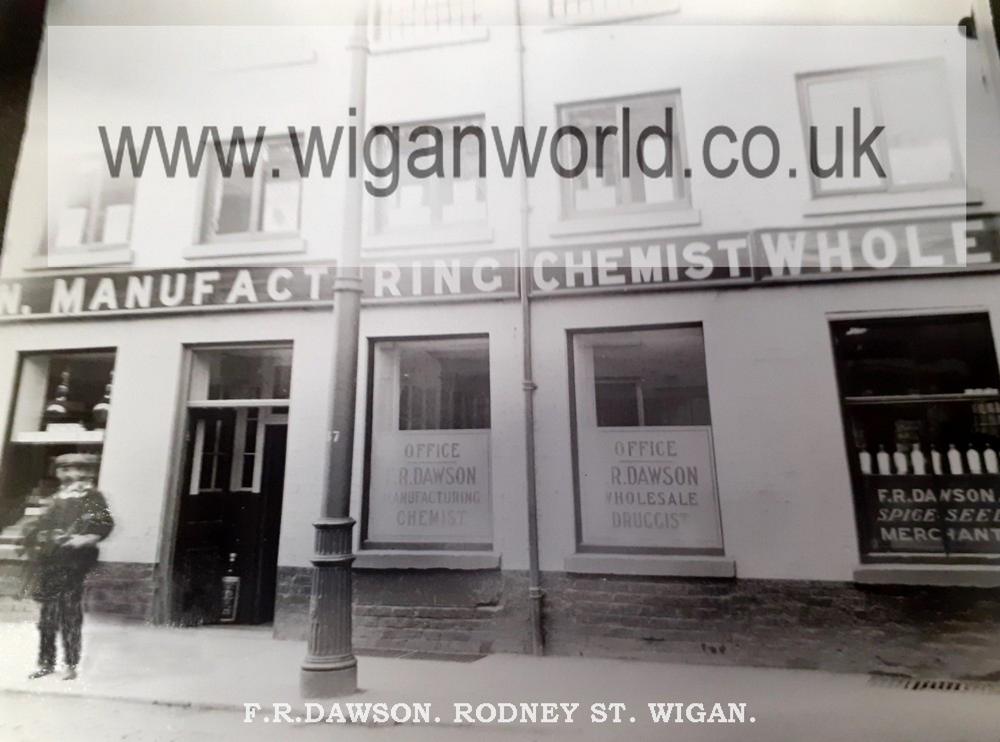 www.wiganworld.co.uk
N. MANUFACTURING CHEMIST WHOLE
OFFICE
F.R.DAWSON
MANUFACTURING
CHEMIST
OFFICE
F.R.DAWSON
WHOLESALE
DRUGGIST
F.R.DAWSON
SPICE SEED
MERCHANT
37
F.R.DAWSON. RODNEY ST. WIGAN.